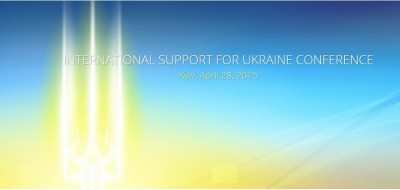 INTERNATIONAL SUPPORT FOR UKRAINE CONFERENCE
Kyiv, April 28, 2015